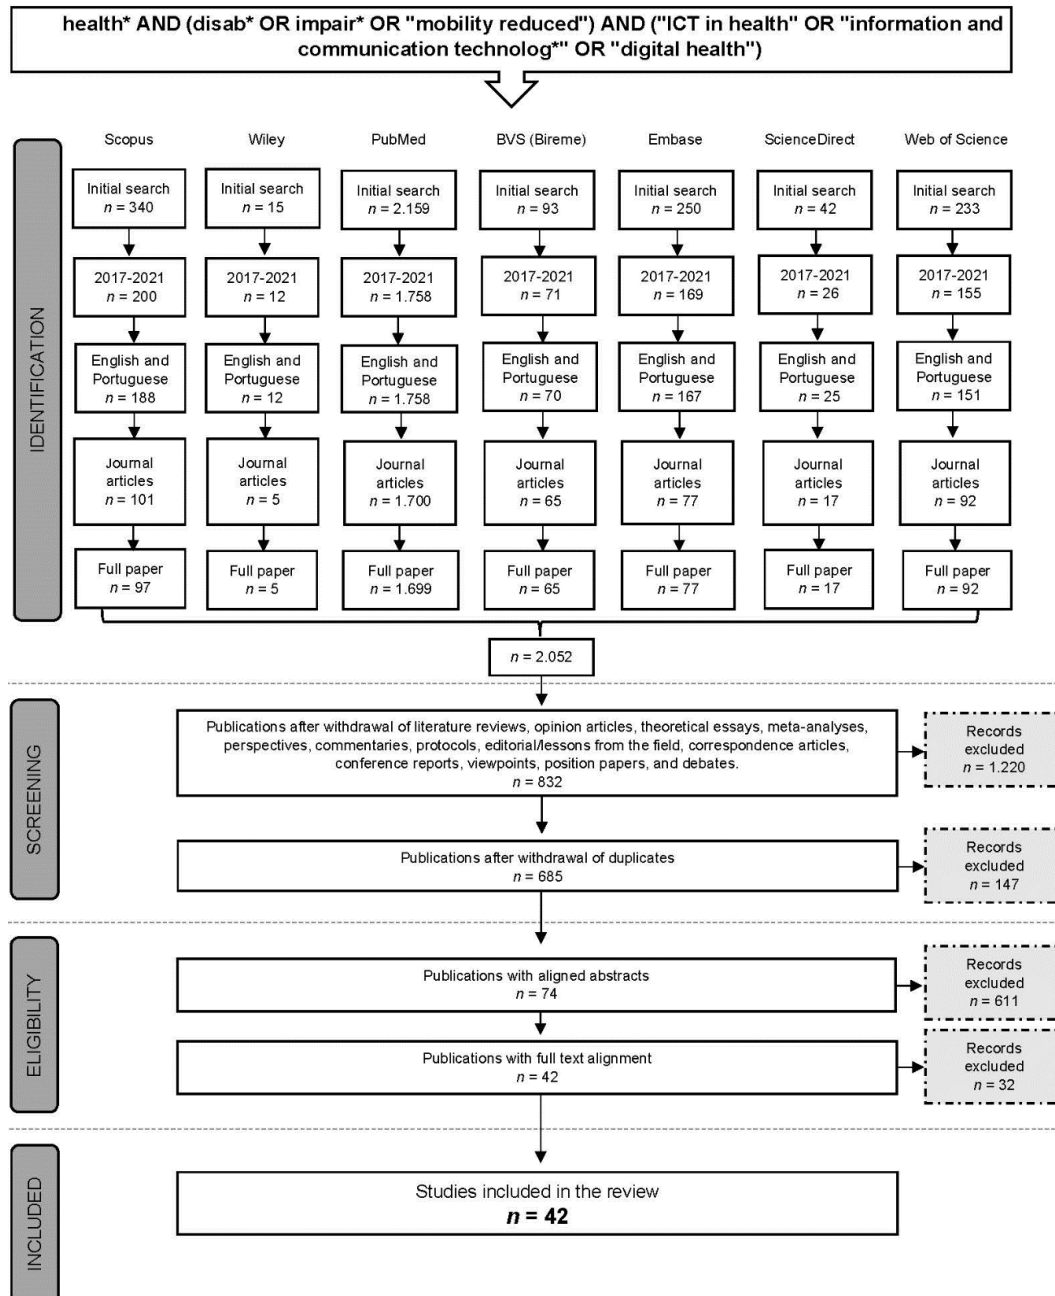 health* AND (disab* OR impair* OR "mobility reduced") AND ("ICT in health" OR "information and
communication technolog*" OR "digital health")
IDENTIFICATION
Scopus
Wiley
PubMed
BVS (Bireme)
Embase
ScienceDirect
Web of Science
Initial search
n = 340
Initial search
n = 15
Initial search
n = 2.159
Initial search
n = 93
Initial search
n = 250
Initial search
n = 42
Initial search
n = 233
2017-2021
n = 200
2017-2021
n = 12
2017-2021
n = 1.758
2017-2021
n = 71
2017-2021
n = 169
2017-2021
n = 26
2017-2021
n = 155
English and
Portuguese
n = 188
English and
Portuguese
n = 12
English and
Portuguese
n = 1.758
English and
Portuguese
n = 70
English and
Portuguese
n = 167
English and
Portuguese
n = 25
English and
Portuguese
n = 151
Journal
articles
n = 101
Journal
articles
n = 5
Journal
articles
n = 1.700
Journal
articles
n = 65
Journal
articles
n = 77
Journal
articles
n = 17
Journal
articles
n = 92
Full paper
n = 97
Full paper
n = 5
Full paper
n = 1.699
Full paper
n = 65
Full paper
n = 77
Full paper
n = 17
Full paper
n = 92
n = 2.052
SCREENING
Publications after withdrawal of literature reviews, opinion articles, theoretical essays, meta-analyses,
perspectives, commentaries, protocols, editorial/lessons from the field, correspondence articles,
conference reports, viewpoints, position papers, and debates.
n = 832
Records
excluded
n = 1.220
Publications after withdrawal of duplicates
n = 685
Records
excluded
n = 147
ELIGIBILITY
Publications with aligned abstracts
n = 74
Records
excluded
n = 611
Publications with full text alignment
n = 42
Records
excluded
n = 32
INCLUDED
Studies included in the review
n = 42